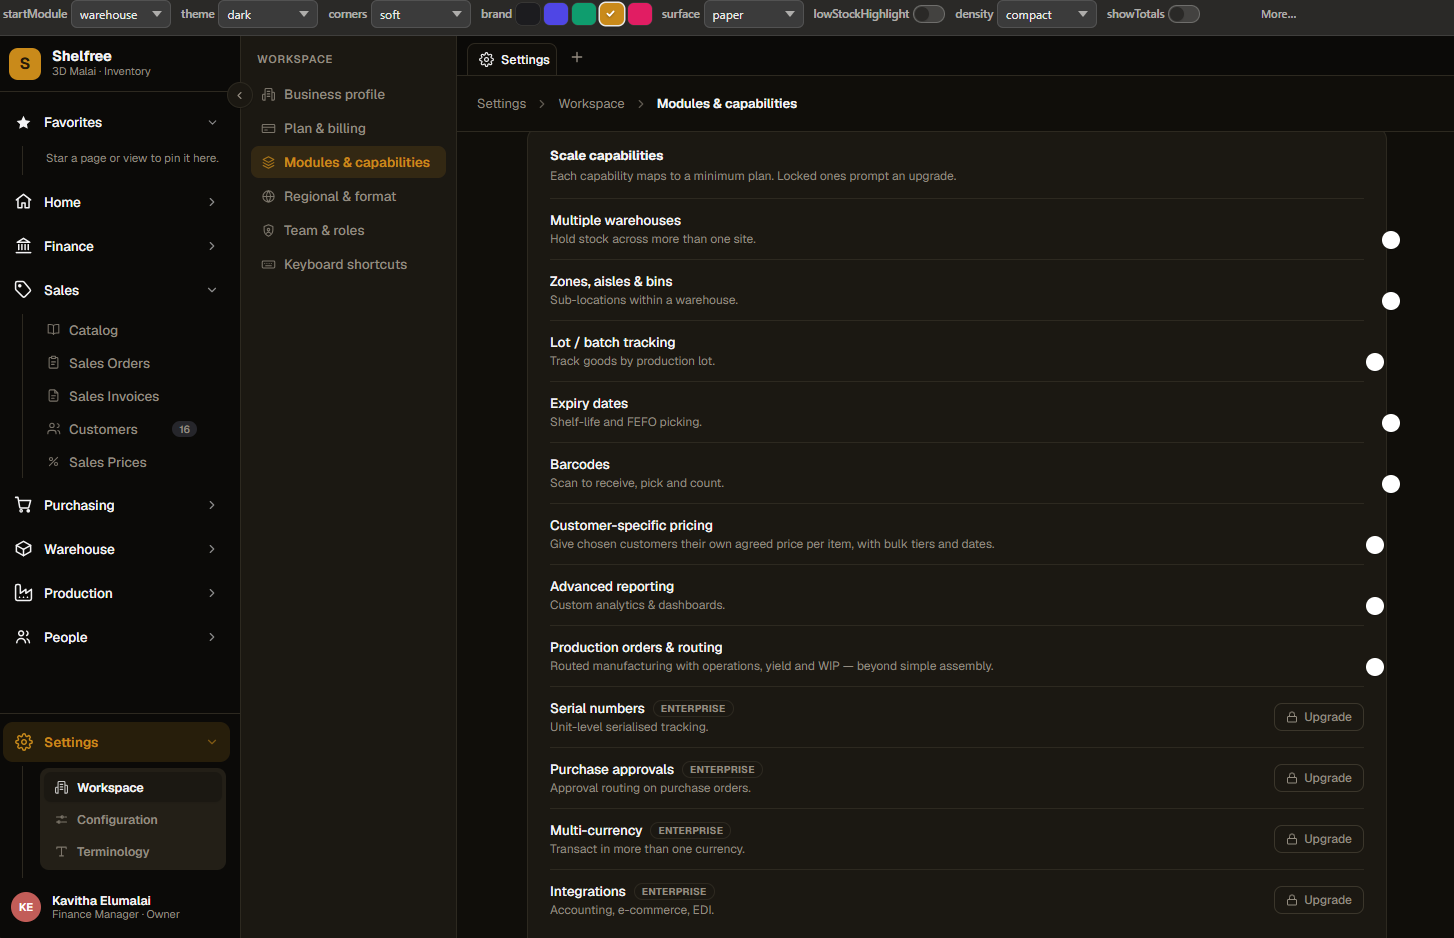 startModule warehouse theme dark corners soft brand surface paper lowStockHighlight density compact showTotals More...
S
Shelfree
3D Malai · Inventory
Favorites
Star a page or view to pin it here.
Home
Finance
Sales
Catalog
Sales Orders
Sales Invoices
Customers 16
Sales Prices
Purchasing
Warehouse
Production
People
Settings
Workspace
Configuration
Terminology
KE
Kavitha Elumalai
Finance Manager · Owner
WORKSPACE
Business profile
Plan & billing
Modules & capabilities
Regional & format
Team & roles
Keyboard shortcuts
Settings
Settings > Workspace > Modules & capabilities
Scale capabilities
Each capability maps to a minimum plan. Locked ones prompt an upgrade.
Multiple warehouses
Hold stock across more than one site.
Zones, aisles & bins
Sub-locations within a warehouse.
Lot / batch tracking
Track goods by production lot.
Expiry dates
Shelf-life and FEFO picking.
Barcodes
Scan to receive, pick and count.
Customer-specific pricing
Give chosen customers their own agreed price per item, with bulk tiers and dates.
Advanced reporting
Custom analytics & dashboards.
Production orders & routing
Routed manufacturing with operations, yield and WIP — beyond simple assembly.
Serial numbers ENTERPRISE
Unit-level serialised tracking.
Upgrade
Purchase approvals ENTERPRISE
Approval routing on purchase orders.
Upgrade
Multi-currency ENTERPRISE
Transact in more than one currency.
Upgrade
Integrations ENTERPRISE
Accounting, e-commerce, EDI.
Upgrade